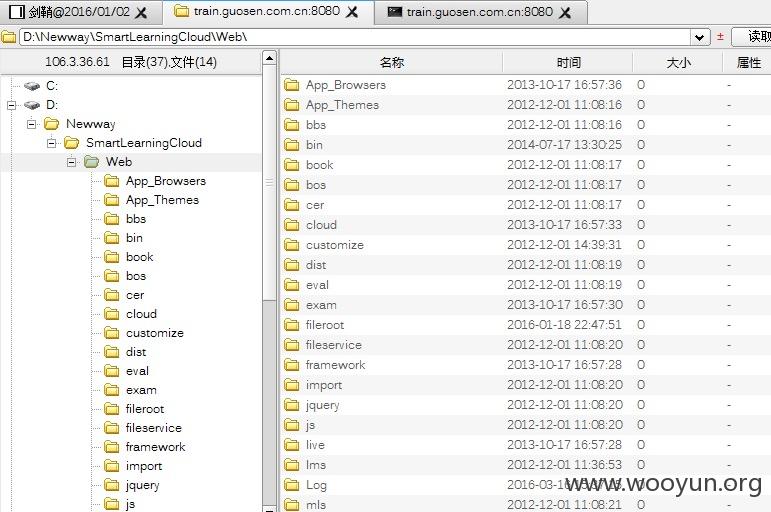 剑鞘@2016/01/02 train.guosen.com.cn:8080 train.guosen.com.cn:8080
D:\Newway\SmartLearningCloud\Web\ 读取
106.3.36.61 目录(37).文件(14)
C:
D:
Newway
SmartLearningCloud
Web
App_Browsers
App_Themes
bbs
bin
book
bos
cer
cloud
customize
dist
eval
exam
fileroot
fileservice
framework
import
jquery
js
名称 时间 大小 属性
App_Browsers 2013-10-17 16:57:36 0 -
App_Themes 2012-12-01 11:08:16 0 -
bbs 2012-12-01 11:08:16 0 -
bin 2014-07-17 13:30:25 0 -
book 2012-12-01 11:08:17 0 -
bos 2012-12-01 11:08:17 0 -
cer 2012-12-01 11:08:17 0 -
cloud 2013-10-17 16:57:33 0 -
customize 2012-12-01 14:39:31 0 -
dist 2012-12-01 11:08:19 0 -
eval 2012-12-01 11:08:19 0 -
exam 2013-10-17 16:57:30 0 -
fileroot 2016-01-18 22:47:51 0 -
fileservice 2012-12-01 11:08:20 0 -
framework 2013-10-17 16:57:28 0 -
import 2012-12-01 11:08:20 0 -
jquery 2012-12-01 11:08:20 0 -
js 2012-12-01 11:08:20 0 -
live 2013-10-17 16:57:28 0 -
lms 2012-12-01 11:36:53 0 -
Log 2016-03-16 0 -
mls 2012-12-01 11:08:21 0 -
www.wooyun.org